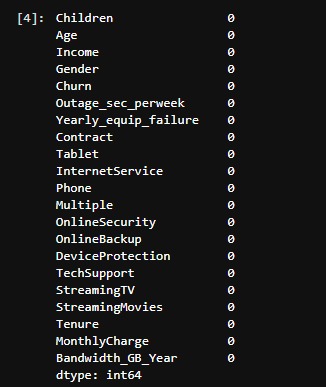 [4]: Children 0
Age 0
Income 0
Gender 0
Churn 0
Outage_sec_perweek 0
Yearly_equip_failure 0
Contract 0
Tablet 0
InternetService 0
Phone 0
Multiple 0
OnlineSecurity 0
OnlineBackup 0
DeviceProtection 0
TechSupport 0
StreamingTV 0
StreamingMovies 0
Tenure 0
MonthlyCharge 0
Bandwidth_GB_Year 0
dtype: int64